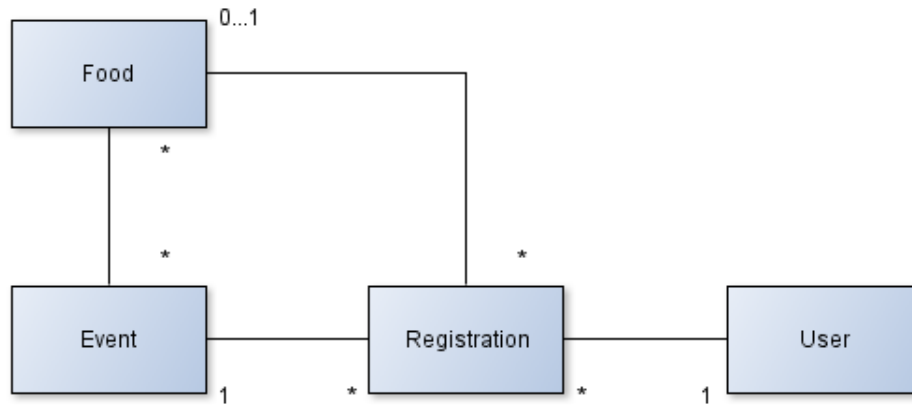 0...1
Food
*
*
*
Event
Registration
User
1
*
*
1